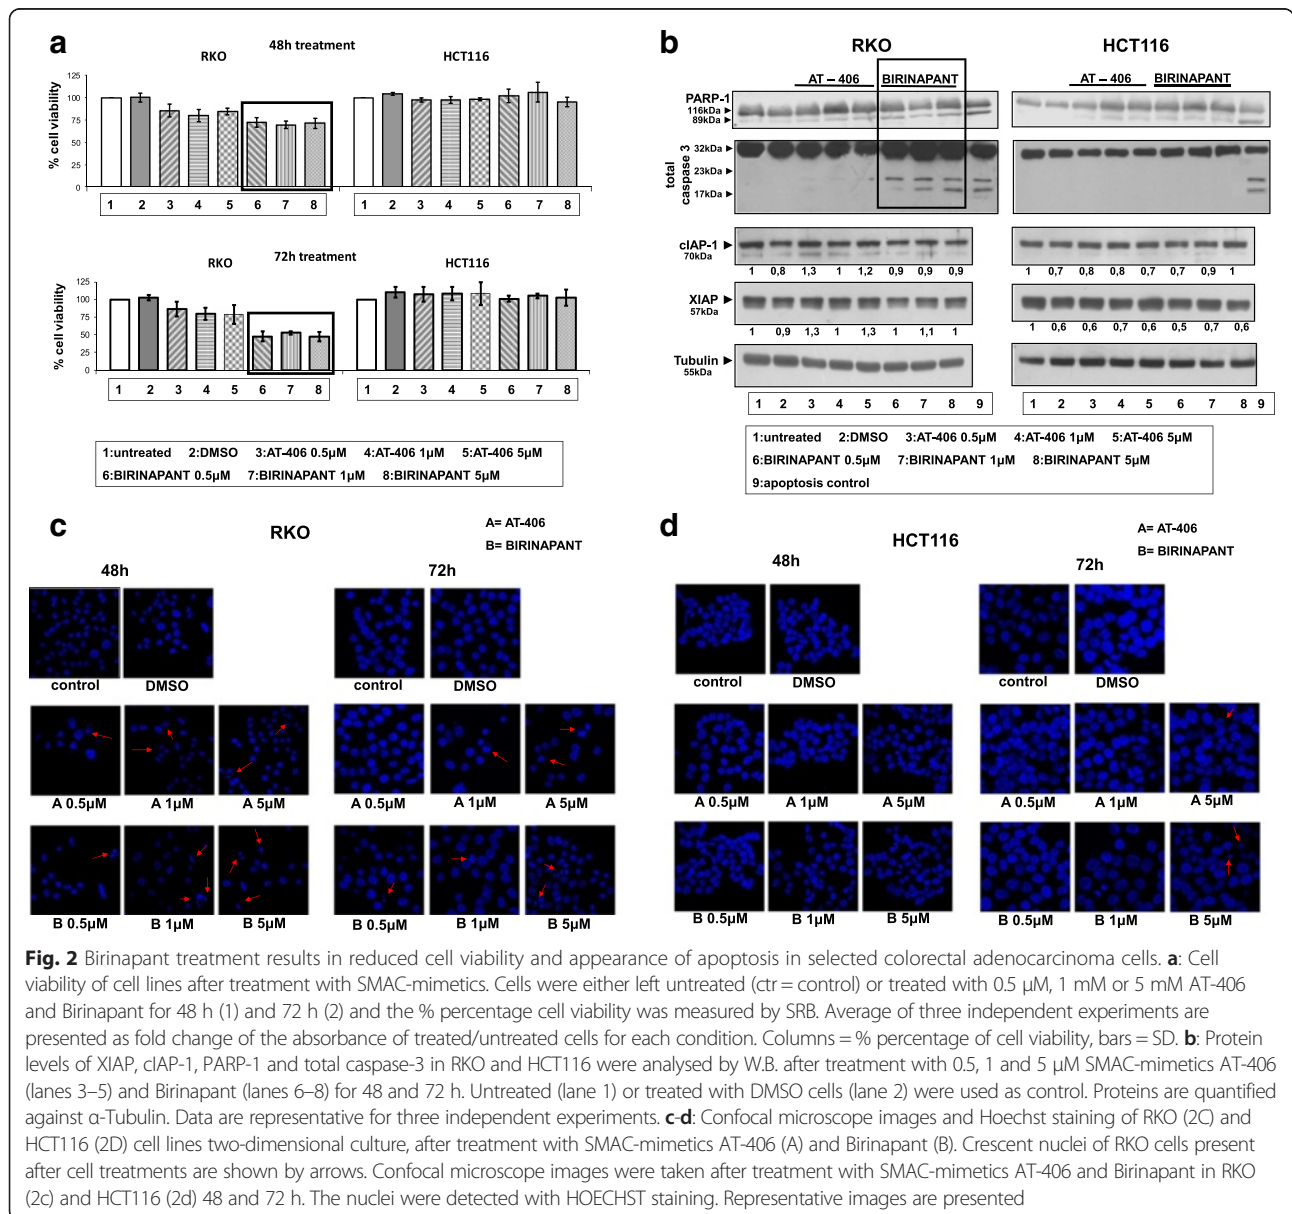 a
48h treatment
RKO
HCT116
% cell viability
125
100
75
50
25
0
1 2 3 4 5 6 7 8
1 2 3 4 5 6 7 8
72h treatment
RKO
HCT116
% cell viability
125
100
75
50
25
0
1 2 3 4 5 6 7 8
1 2 3 4 5 6 7 8
1:untreated 2:DMSO 3:AT-406 0.5µM 4:AT-406 1µM 5:AT-406 5µM
6:BIRINAPANT 0.5µM 7:BIRINAPANT 1µM 8:BIRINAPANT 5µM
b
RKO
HCT116
AT – 406 BIRINAPANT
AT – 406 BIRINAPANT
PARP-1
116kDa
89kDa
total
caspase 3
32kDa
23kDa
17kDa
cIAP-1
70kDa
1 0,8 1,3 1 1,2 0,9 0,9 0,9
1 0,7 0,8 0,8 0,7 0,7 0,9 1
XIAP
57kDa
1 0,9 1,3 1 1,3 1 1,1 1
1 0,6 0,6 0,7 0,6 0,5 0,7 0,6
Tubulin
55kDa
1 2 3 4 5 6 7 8 9
1 2 3 4 5 6 7 8 9
1:untreated 2:DMSO 3:AT-406 0.5µM 4:AT-406 1µM 5:AT-406 5µM
6:BIRINAPANT 0.5µM 7:BIRINAPANT 1µM 8:BIRINAPANT 5µM
9:apoptosis control
c
RKO
A= AT-406
B= BIRINAPANT
48h
72h
control DMSO
control DMSO
A 0.5µM A 1µM A 5µM
A 0.5µM A 1µM A 5µM
B 0.5µM B 1µM B 5µM
B 0.5µM B 1µM B 5µM
d
HCT116
A= AT-406
B= BIRINAPANT
48h
72h
control DMSO
control DMSO
A 0.5µM A 1µM A 5µM
A 0.5µM A 1µM A 5µM
B 0.5µM B 1µM B 5µM
B 0.5µM B 1µM B 5µM
Fig. 2 Birinapant treatment results in reduced cell viability and appearance of apoptosis in selected colorectal adenocarcinoma cells. a: Cell
viability of cell lines after treatment with SMAC-mimetics. Cells were either left untreated (ctr = control) or treated with 0.5 µM, 1 mM or 5 mM AT-406
and Birinapant for 48 h (1) and 72 h (2) and the % percentage cell viability was measured by SRB. Average of three independent experiments are
presented as fold change of the absorbance of treated/untreated cells for each condition. Columns = % percentage of cell viability, bars = SD. b: Protein
levels of XIAP, cIAP-1, PARP-1 and total caspase-3 in RKO and HCT116 were analysed by W.B. after treatment with 0.5, 1 and 5 µM SMAC-mimetics AT-406
(lanes 3–5) and Birinapant (lanes 6–8) for 48 and 72 h. Untreated (lane 1) or treated with DMSO cells (lane 2) were used as control. Proteins are quantified
against α-Tubulin. Data are representative for three independent experiments. c-d: Confocal microscope images and Hoechst staining of RKO (2C) and
HCT116 (2D) cell lines two-dimensional culture, after treatment with SMAC-mimetics AT-406 (A) and Birinapant (B). Crescent nuclei of RKO cells present
after cell treatments are shown by arrows. Confocal microscope images were taken after treatment with SMAC-mimetics AT-406 and Birinapant in RKO
(2c) and HCT116 (2d) 48 and 72 h. The nuclei were detected with HOECHST staining. Representative images are presented